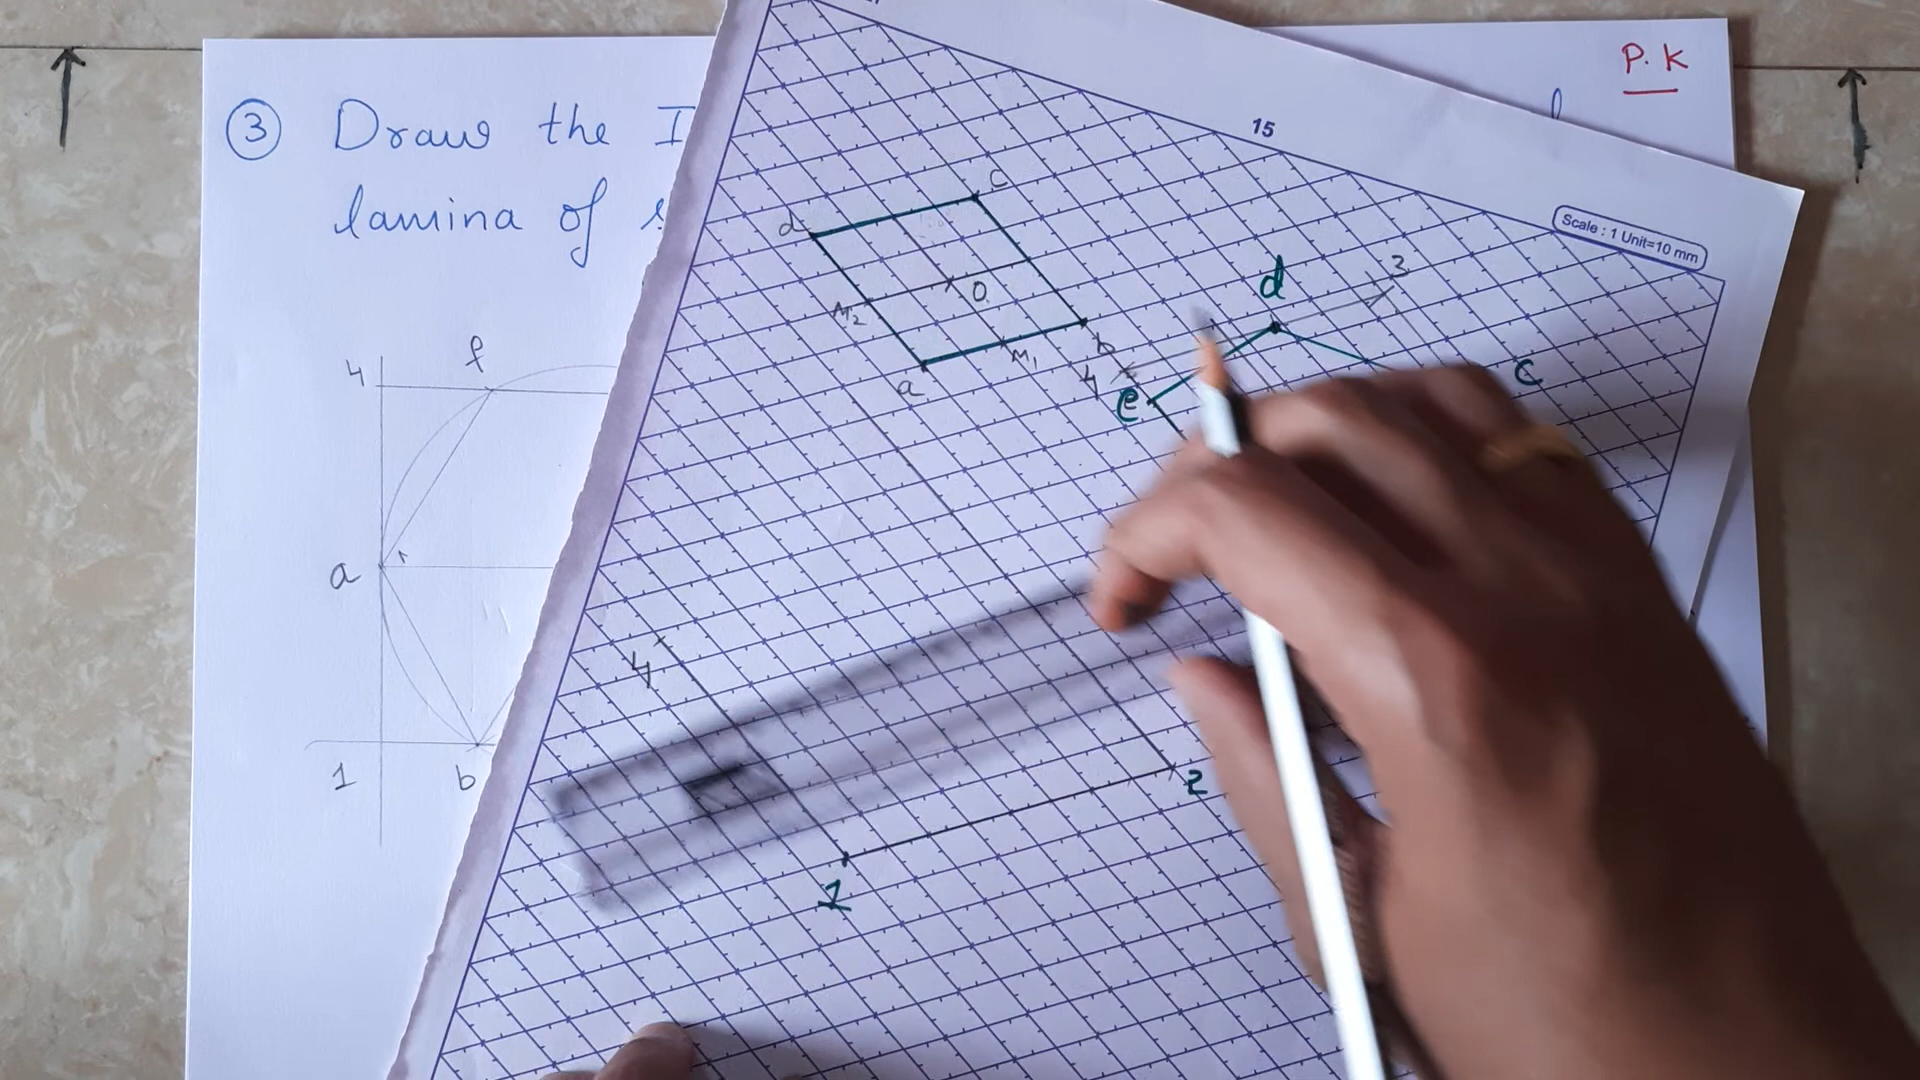 P. K
3 Draw the I
lamina of
15
Scale : 1 Unit=10 mm
c
d
O
M2
M1
b
a
d
3
4
e
c
4
f
a
1
b
4
2
1